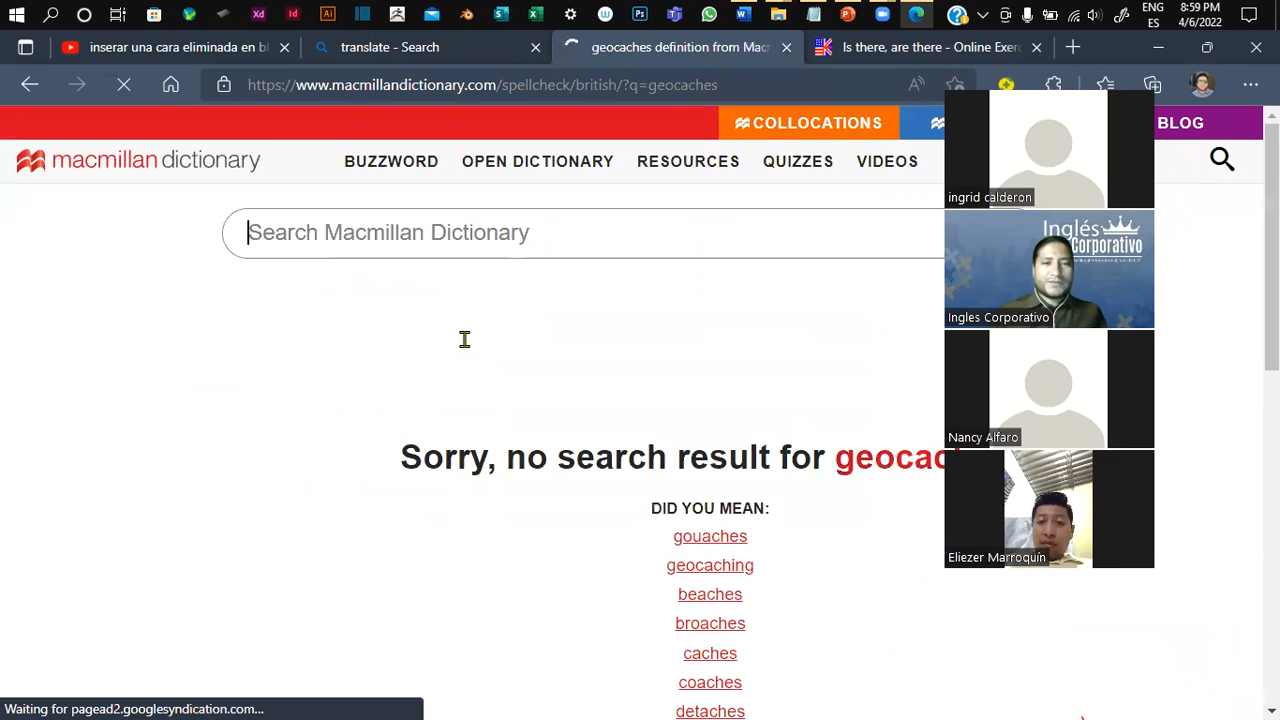 ENG
ES
8:59 PM
4/6/2022
inserir una cara eliminada en bl
translate - Search
geocaches definition from Mac
Is there, are there - Online Exerc
https://www.macmillandictionary.com/spellcheck/british/?q=geocaches
COLLOCATIONS
BLOG
macmillan dictionary
BUZZWORD
OPEN DICTIONARY
RESOURCES
QUIZZES
VIDEOS
Search Macmillan Dictionary
Sorry, no search result for geocac
DID YOU MEAN:
gouaches
geocaching
beaches
broaches
caches
coaches
detaches
ingrid calderon
Inglés
Corporativo
Ingles Corporativo
Nancy Alfaro
Eliezer Marroquín
Waiting for pagead2.googlesyndication.com...